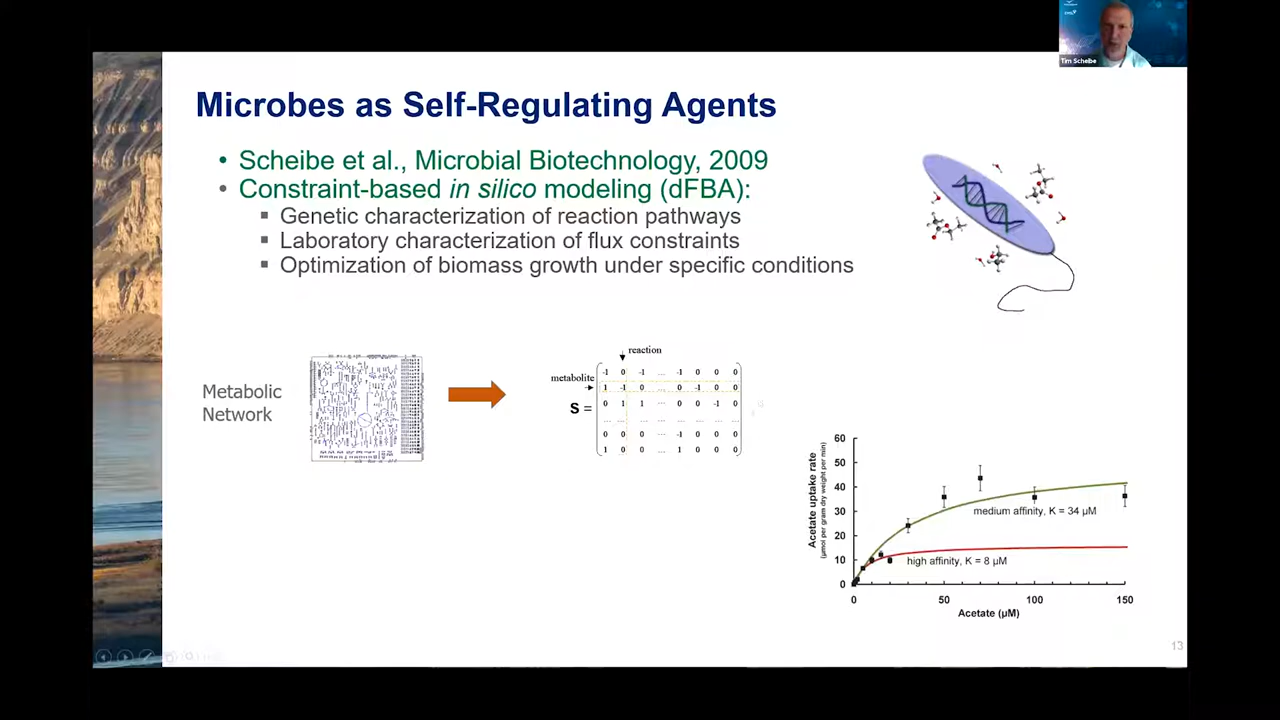 Tim Scheibe
Microbes as Self-Regulating Agents
• Scheibe et al., Microbial Biotechnology, 2009
• Constraint-based in silico modeling (dFBA):
▪ Genetic characterization of reaction pathways
▪ Laboratory characterization of flux constraints
▪ Optimization of biomass growth under specific conditions
Metabolic
Network
reaction
metabolite
S =
-1 0 -1 ... -1 0 0 0
1 -1 0 ... 0 -1 0 0
0 1 1 ... 0 0 -1 0
... ... ... ... ... ... ... ...
0 0 0 ... -1 0 0 0
1 0 0 ... 1 0 0 0
Acetate uptake rate
(µmol per gram dry weight per min)
60
50
40
30
20
10
0
medium affinity, K = 34 µM
high affinity, K = 8 µM
0 50 100 150
Acetate (µM)
13